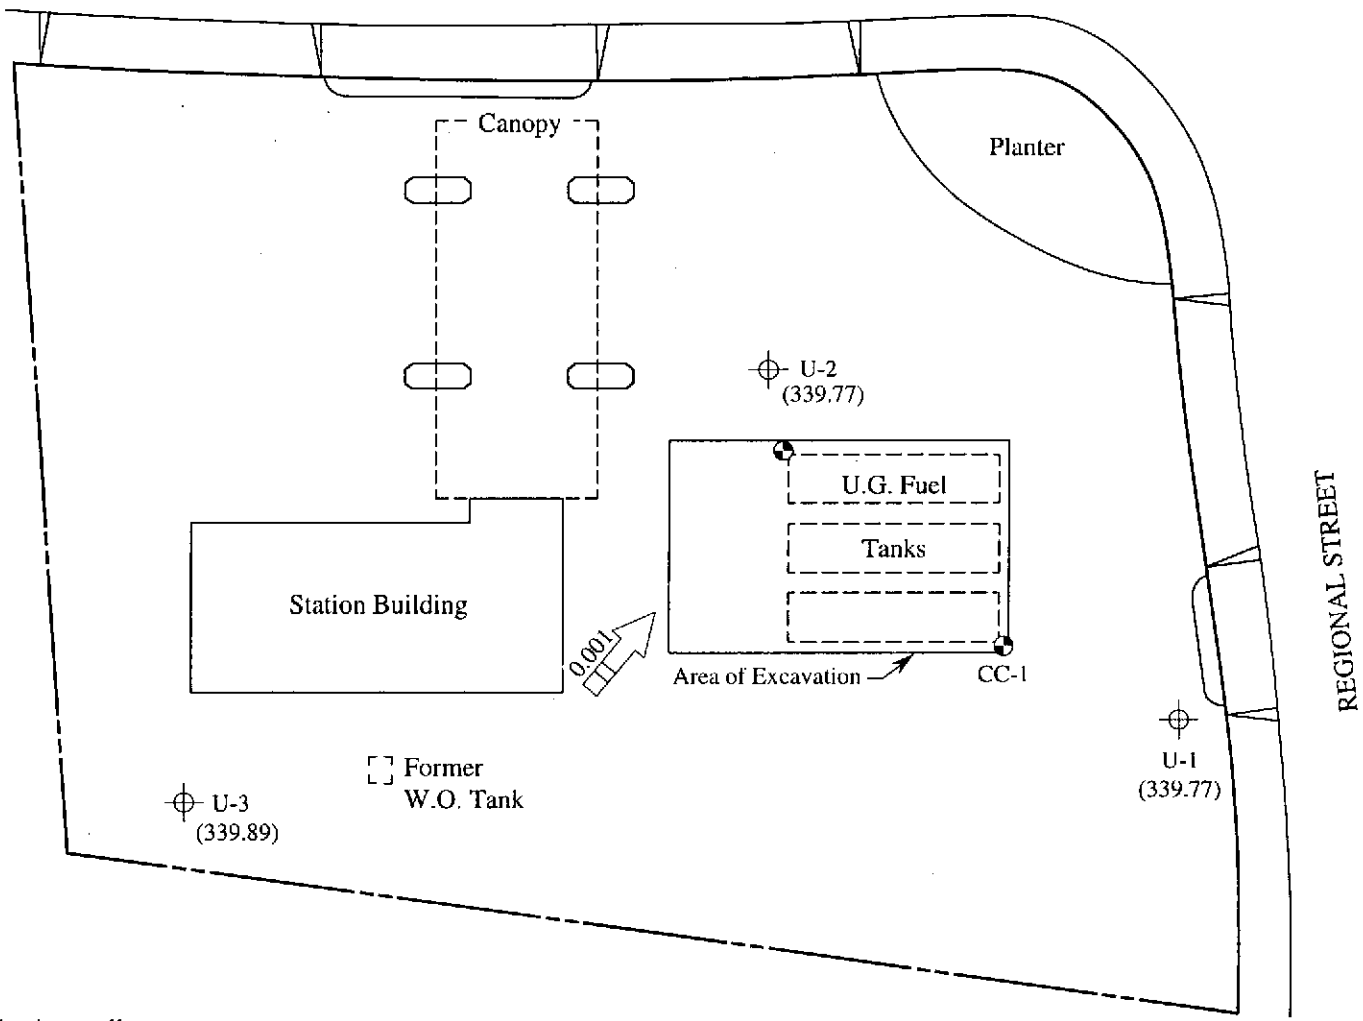 Canopy
Planter
U-2
(339.77)
U.G. Fuel
Tanks
REGIONAL STREET
Station Building
0.001
Area of Excavation
CC-1
U-1
(339.77)
Former
W.O. Tank
U-3
(339.89)